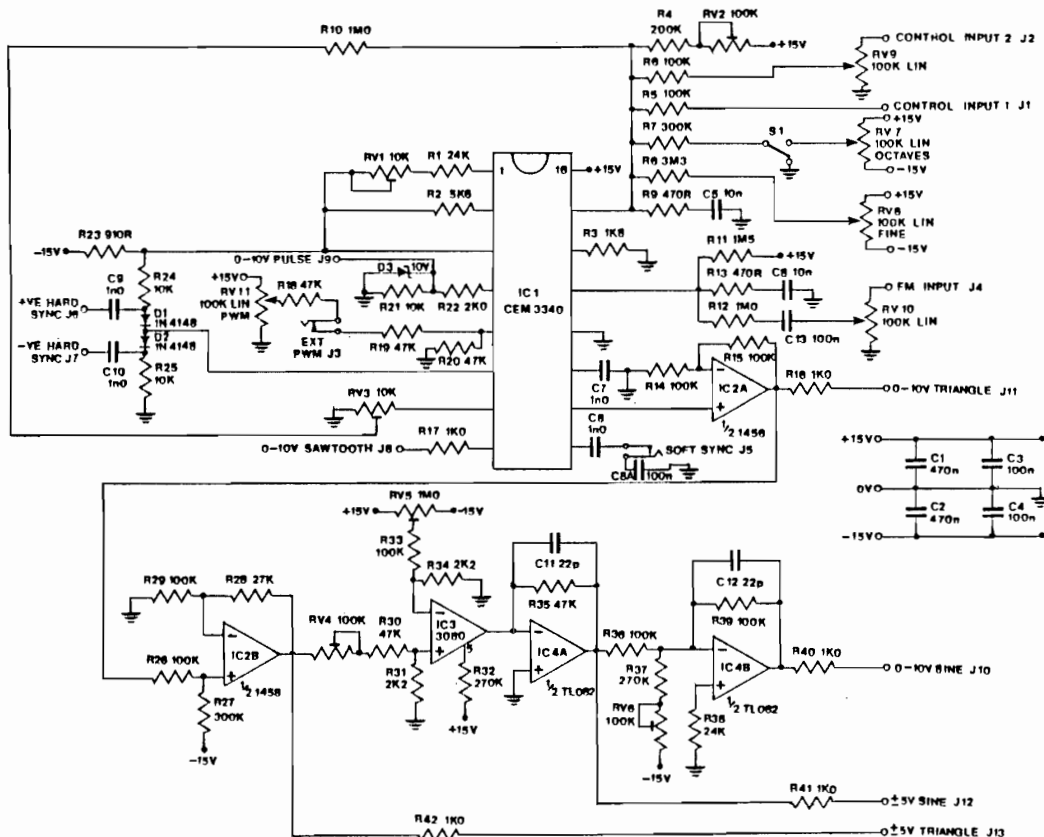 R10 1M0
R4
200K
RV2 100K
+15V
CONTROL INPUT 2 J2
RV9
100K LIN
R6 100K
R5 100K
CONTROL INPUT 1 J1
R7 300K
S1
+15V
RV 7
100K LIN
OCTAVES
-15V
R8 3M3
R9 470R
C5 10n
+15V
RV8
100K LIN
FINE
-15V
RV1 10K
R1 24K
1
16
+15V
R2 5K6
R23 910R
-15V
R3 1K8
C9
1n0
R24
10K
+VE HARD
SYNC J6
D1
1N 4148
D2
1N 4148
-VE HARD
SYNC J7
C10
1n0
R25
10K
0-10V PULSE J9
+15V
RV 11
100K LIN
PWM
R18 47K
D3
10V
R21 10K
R22 2K0
EXT
PWM J3
R19 47K
R20 47K
IC 1
CEM 3340
R11 1M5
+15V
R13 470R
C8 10n
R12 1M0
C13 100n
FM INPUT J4
RV 10
100K LIN
RV3 10K
0-10V SAWTOOTH J8
R17 1K0
C7
1n0
R14 100K
R15 100K
IC2A
1/2 1458
R16 1K0
0-10V TRIANGLE J11
C6
1n0
SOFT SYNC J5
C8A
100n
+15V
C1
470n
C3
100n
0V
C2
470n
C4
100n
-15V
RV5 1M0
+15V
-15V
R33
100K
R34 2K2
R29 100K
R28 27K
IC2B
1/2 1458
R26 100K
R27
300K
-15V
RV4 100K
R30
47K
R31
2K2
IC3
3080
5
R32
270K
+15V
C11 22p
R35 47K
IC4A
1/2 TL082
R36 100K
R37
270K
RV6
100K
-15V
C12 22p
R39 100K
IC4B
1/2 TL082
R38
24K
R40 1K0
0-10V SINE J10
R41 1K0
±5V SINE J12
R42 1K0
±5V TRIANGLE J13